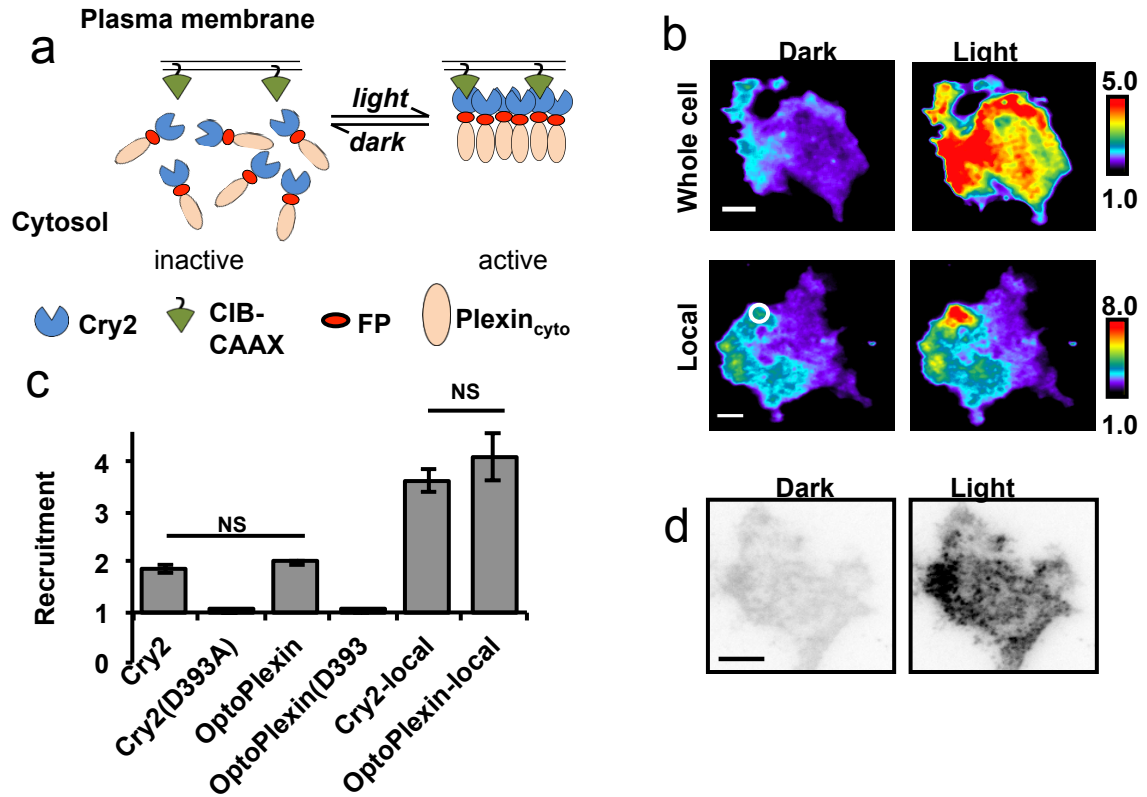 a
Plasma membrane
light
dark
Cytosol
inactive
active
Cry2
CIB-
CAAX
FP
Plexincyto
b
Dark
Light
Whole cell
5.0
1.0
Local
8.0
1.0
c
Recruitment
4
3
2
1
0
NS
NS
Cry2
Cry2(D393A)
OptoPlexin
OptoPlexin(D393
Cry2-local
OptoPlexin-local
d
Dark
Light